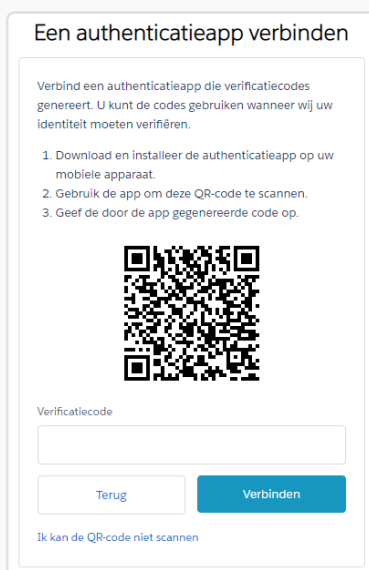 Een authenticatieapp verbinden
Verbind een authenticatieapp die verificatiecodes
genereert. U kunt de codes gebruiken wanneer wij uw
identiteit moeten verifiëren.
1. Download en installeer de authenticatieapp op uw
mobiele apparaat.
2. Gebruik de app om deze QR-code te scannen.
3. Geef de door de app gegenereerde code op.
Verificatiecode
Terug
Verbinden
Ik kan de QR-code niet scannen